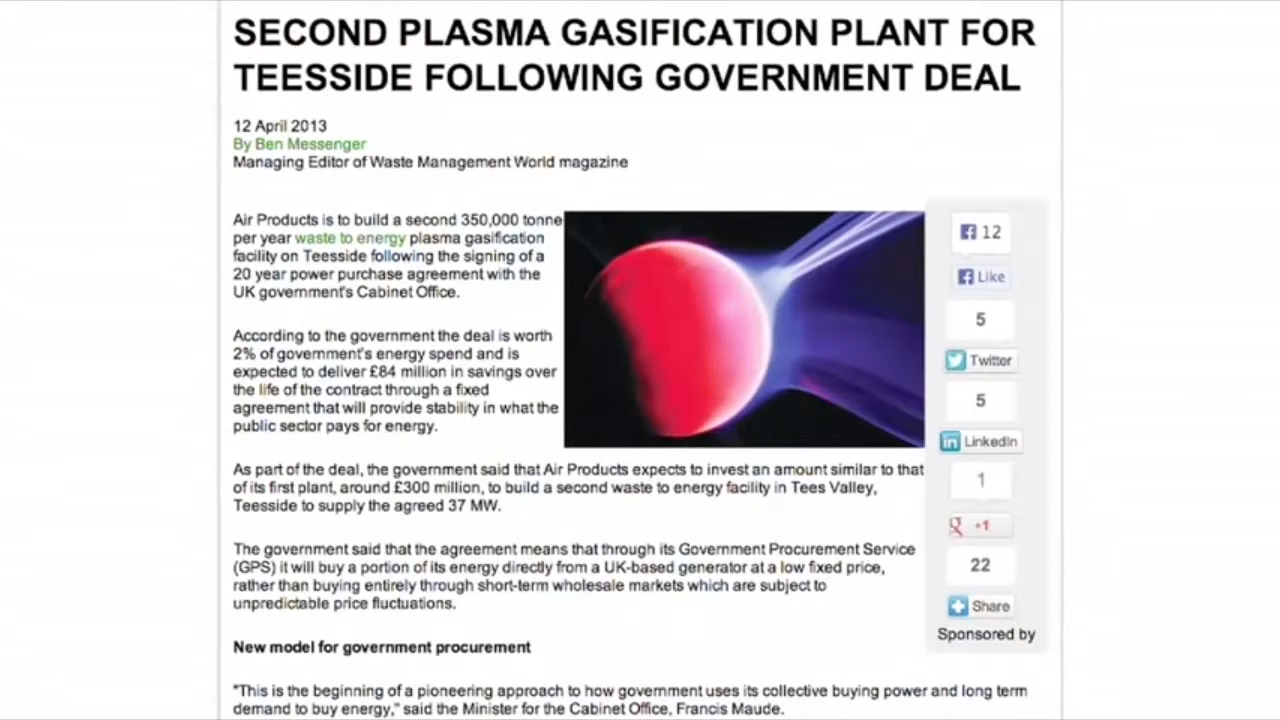 SECOND PLASMA GASIFICATION PLANT FOR
TEESSIDE FOLLOWING GOVERNMENT DEAL
12 April 2013
By Ben Messenger
Managing Editor of Waste Management World magazine
Air Products is to build a second 350,000 tonne
per year waste to energy plasma gasification
facility on Teesside following the signing of a
20 year power purchase agreement with the
UK government's Cabinet Office.
According to the government the deal is worth
2% of government's energy spend and is
expected to deliver £84 million in savings over
the life of the contract through a fixed
agreement that will provide stability in what the
public sector pays for energy.
As part of the deal, the government said that Air Products expects to invest an amount similar to that
of its first plant, around £300 million, to build a second waste to energy facility in Tees Valley,
Teesside to supply the agreed 37 MW.
The government said that the agreement means that through its Government Procurement Service
(GPS) it will buy a portion of its energy directly from a UK-based generator at a low fixed price,
rather than buying entirely through short-term wholesale markets which are subject to
unpredictable price fluctuations.
New model for government procurement
"This is the beginning of a pioneering approach to how government uses its collective buying power and long term
demand to buy energy," said the Minister for the Cabinet Office, Francis Maude.
12
Like
5
Twitter
5
LinkedIn
1
+1
22
Share
Sponsored by